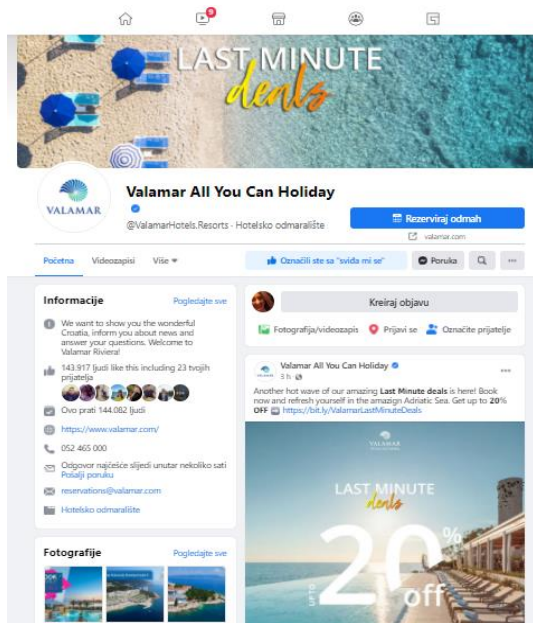 9
LAST MINUTE
deals
VALAMAR
Valamar All You Can Holiday
@ValamarHotels.Resorts · Hotelsko odmaralište
Rezerviraj odmah
valamar.com
Početna Videozapisi Više
Označili ste sa "sviđa mi se"
Poruka
Informacije Pogledajte sve
We want to show you the wonderful
Croatia, inform you about news and
answer your questions. Welcome to
Valamar Riviera!
143.917 ljudi like this including 23 tvojih
prijatelja
Ovo prati 144.082 ljudi
https://www.valamar.com/
052 465 000
Odgovor najčešće slijedi unutar nekoliko sati
Pošalji poruku
reservations@valamar.com
Hotelsko odmaralište
Fotografije Pogledajte sve
Kreiraj objavu
Fotografija/videozapis Prijavi se Označite prijatelje
Valamar All You Can Holiday
3 h
Another hot wave of our amazing Last Minute deals is here! Book
now and refresh yourself in the amazign Adriatic Sea. Get up to 20%
OFF https://bit.ly/ValamarLastMinuteDeals
VALAMAR
LAST MINUTE
deals
UP TO 20% off